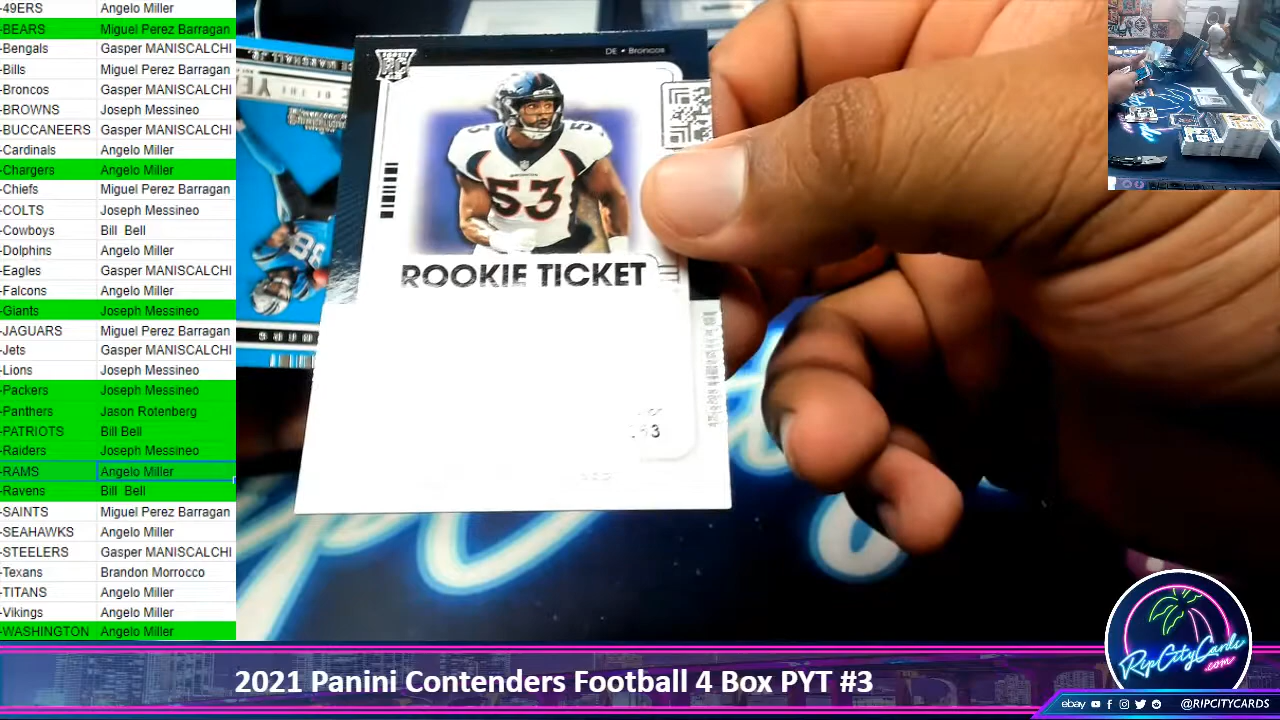 -49ERS Angelo Miller
-BEARS Miguel Perez Barragan
-Bengals Gasper MANISCALCHI
-Bills Miguel Perez Barragan
-Broncos Gasper MANISCALCHI
-BROWNS Joseph Messineo
-BUCCANEERS Gasper MANISCALCHI
-Cardinals Angelo Miller
-Chargers Angelo Miller
-Chiefs Miguel Perez Barragan
-COLTS Joseph Messineo
-Cowboys Bill Bell
-Dolphins Angelo Miller
-Eagles Gasper MANISCALCHI
-Falcons Angelo Miller
-Giants Joseph Messineo
-JAGUARS Miguel Perez Barragan
-Jets Gasper MANISCALCHI
-Lions Joseph Messineo
-Packers Joseph Messineo
-Panthers Jason Rotenberg
-PATRIOTS Bill Bell
-Raiders Joseph Messineo
-RAMS Angelo Miller
-Ravens Bill Bell
-SAINTS Miguel Perez Barragan
-SEAHAWKS Angelo Miller
-STEELERS Gasper MANISCALCHI
-Texans Brandon Morrocco
-TITANS Angelo Miller
-Vikings Angelo Miller
-WASHINGTON Angelo Miller
RC
DE • Broncos
53
ROOKIE TICKET
RipCityCards
.com
2021 Panini Contenders Football 4 Box PYT #3
ebay @RIPCITYCARDS